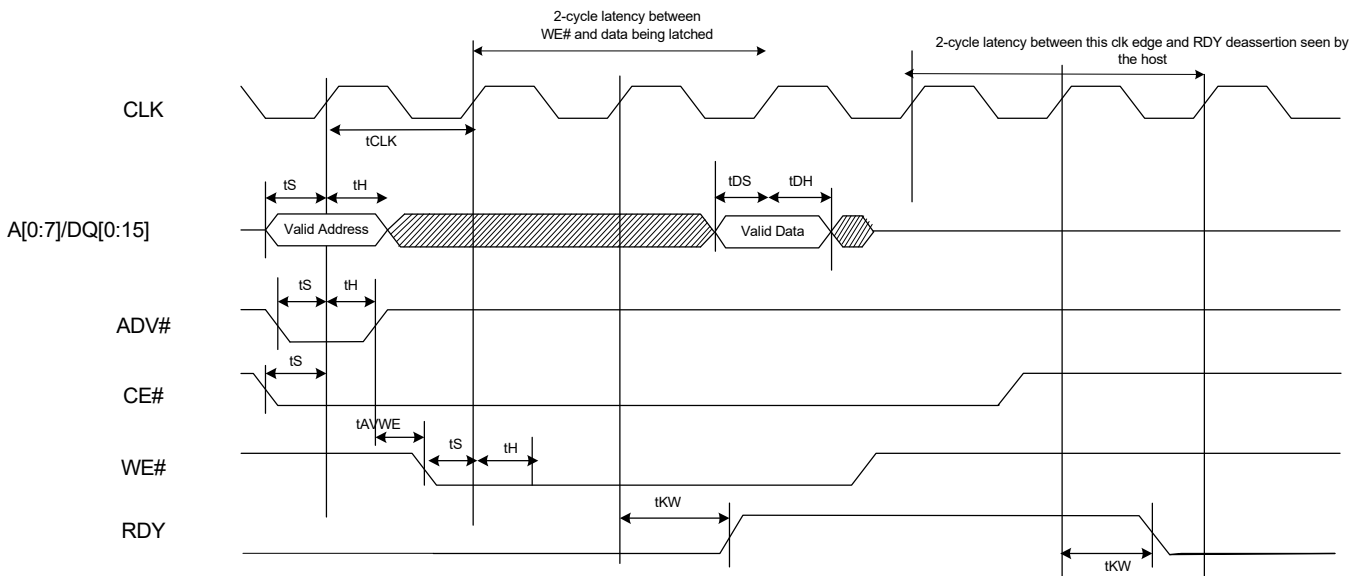 2-cycle latency between
WE# and data being latched
2-cycle latency between this clk edge and RDY deassertion seen by
the host
CLK
tCLK
tS
tH
tDS
tDH
A[0:7]/DQ[0:15]
Valid Address
Valid Data
tS
tH
ADV#
tS
CE#
tAVWE
tS
tH
WE#
tKW
RDY
tKW